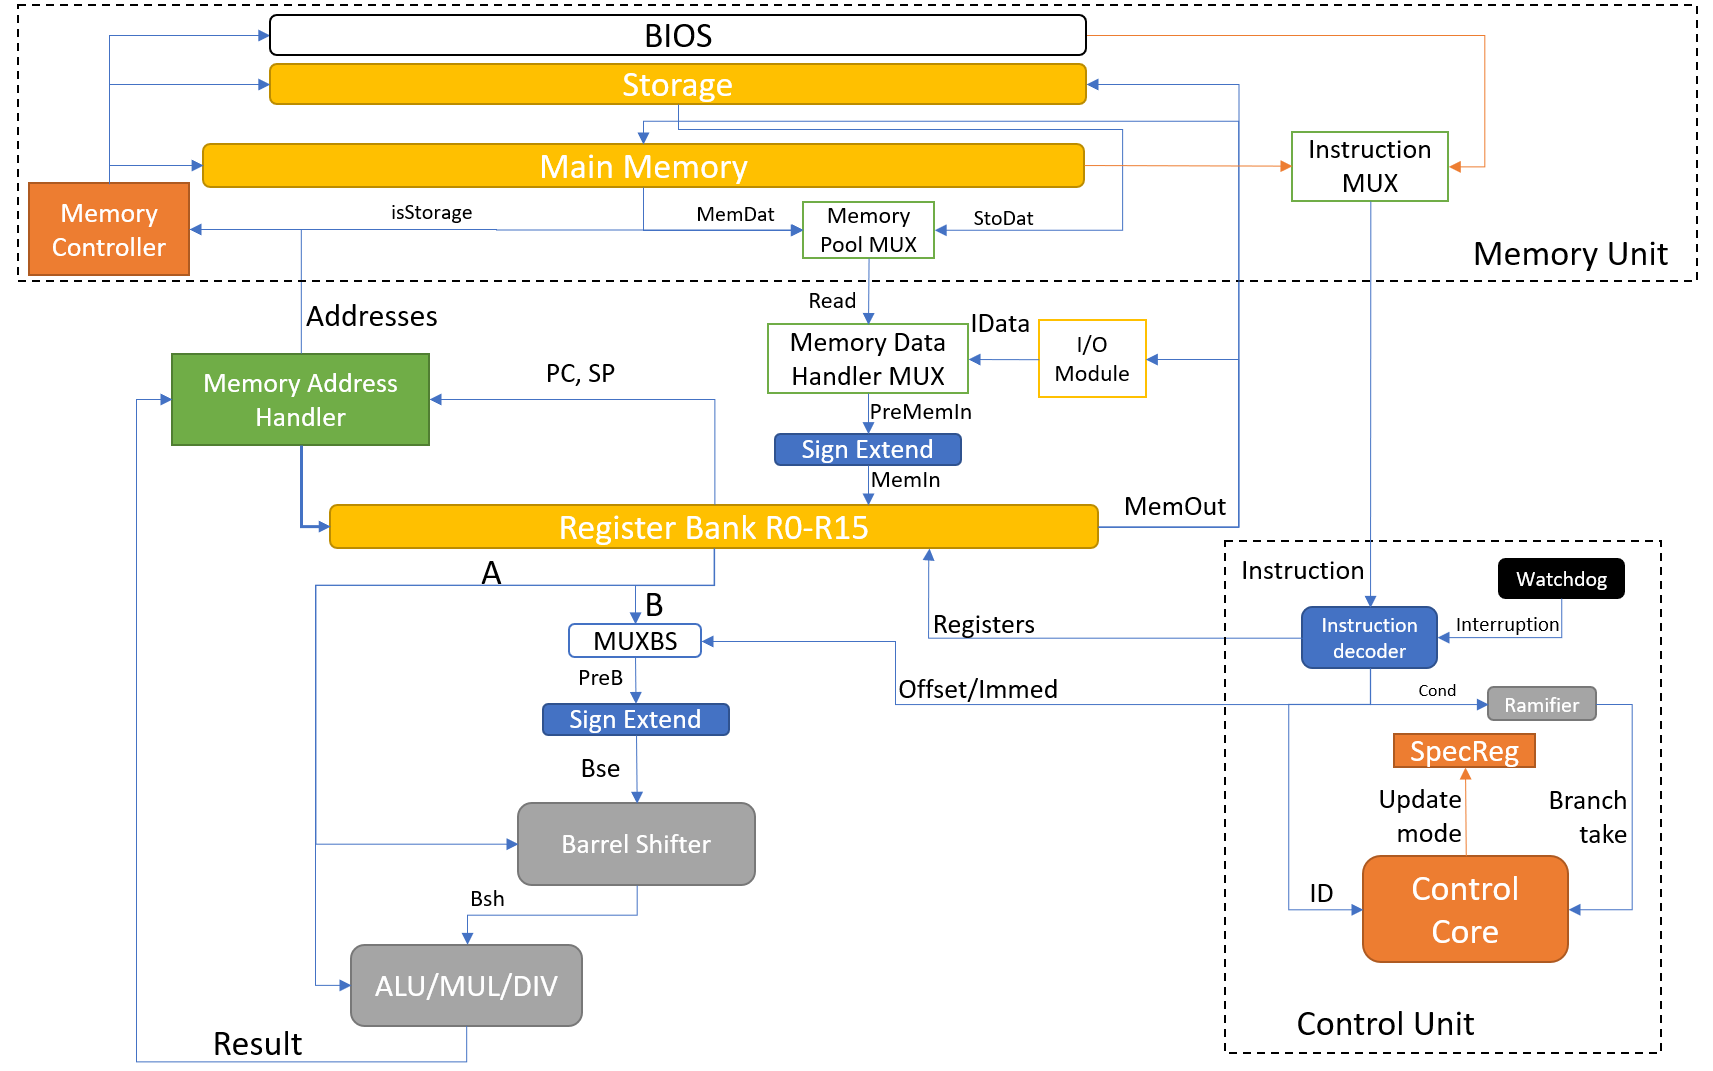 BIOS
Storage
Main Memory
Instruction
MUX
Memory
Controller
isStorage
MemDat
Memory
Pool MUX
StoDat
Memory Unit
Addresses
Read
IData
Memory Data
Handler MUX
I/O
Module
Memory Address
Handler
PC, SP
PreMemIn
Sign Extend
MemIn
Register Bank R0-R15
MemOut
A
B
MUXBS
PreB
Sign Extend
Bse
Barrel Shifter
Bsh
ALU/MUL/DIV
Result
Registers
Offset/Immed
Instruction
Watchdog
Instruction
decoder
Interruption
Cond
Ramifier
SpecReg
Update
mode
Branch
take
ID
Control
Core
Control Unit